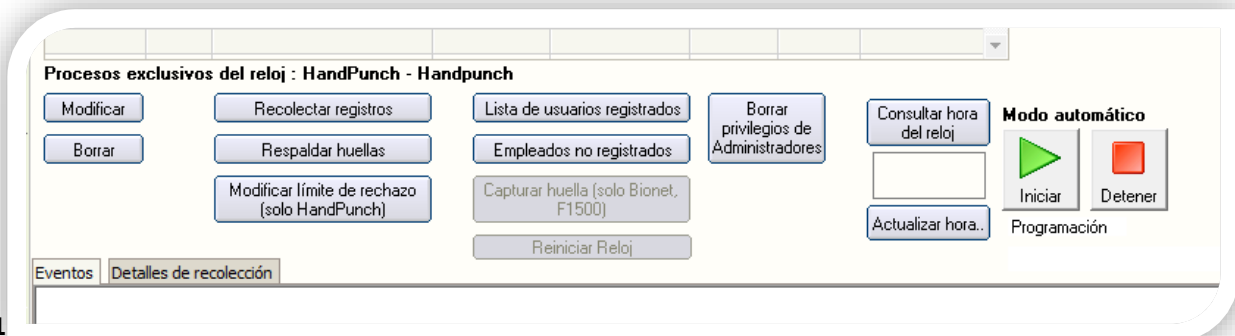 Procesos exclusivos del reloj : HandPunch - Handpunch
Modificar
Recolectar registros
Lista de usuarios registrados
Borrar
privilegios de
Administradores
Consultar hora
del reloj
Modo automático
Borrar
Respaldar huellas
Empleados no registrados
Modificar límite de rechazo
(solo HandPunch)
Capturar huella (solo Bionet,
F1500)
Iniciar
Detener
Actualizar hora..
Programación
Reiniciar Reloj
Eventos
Detalles de recolección
1